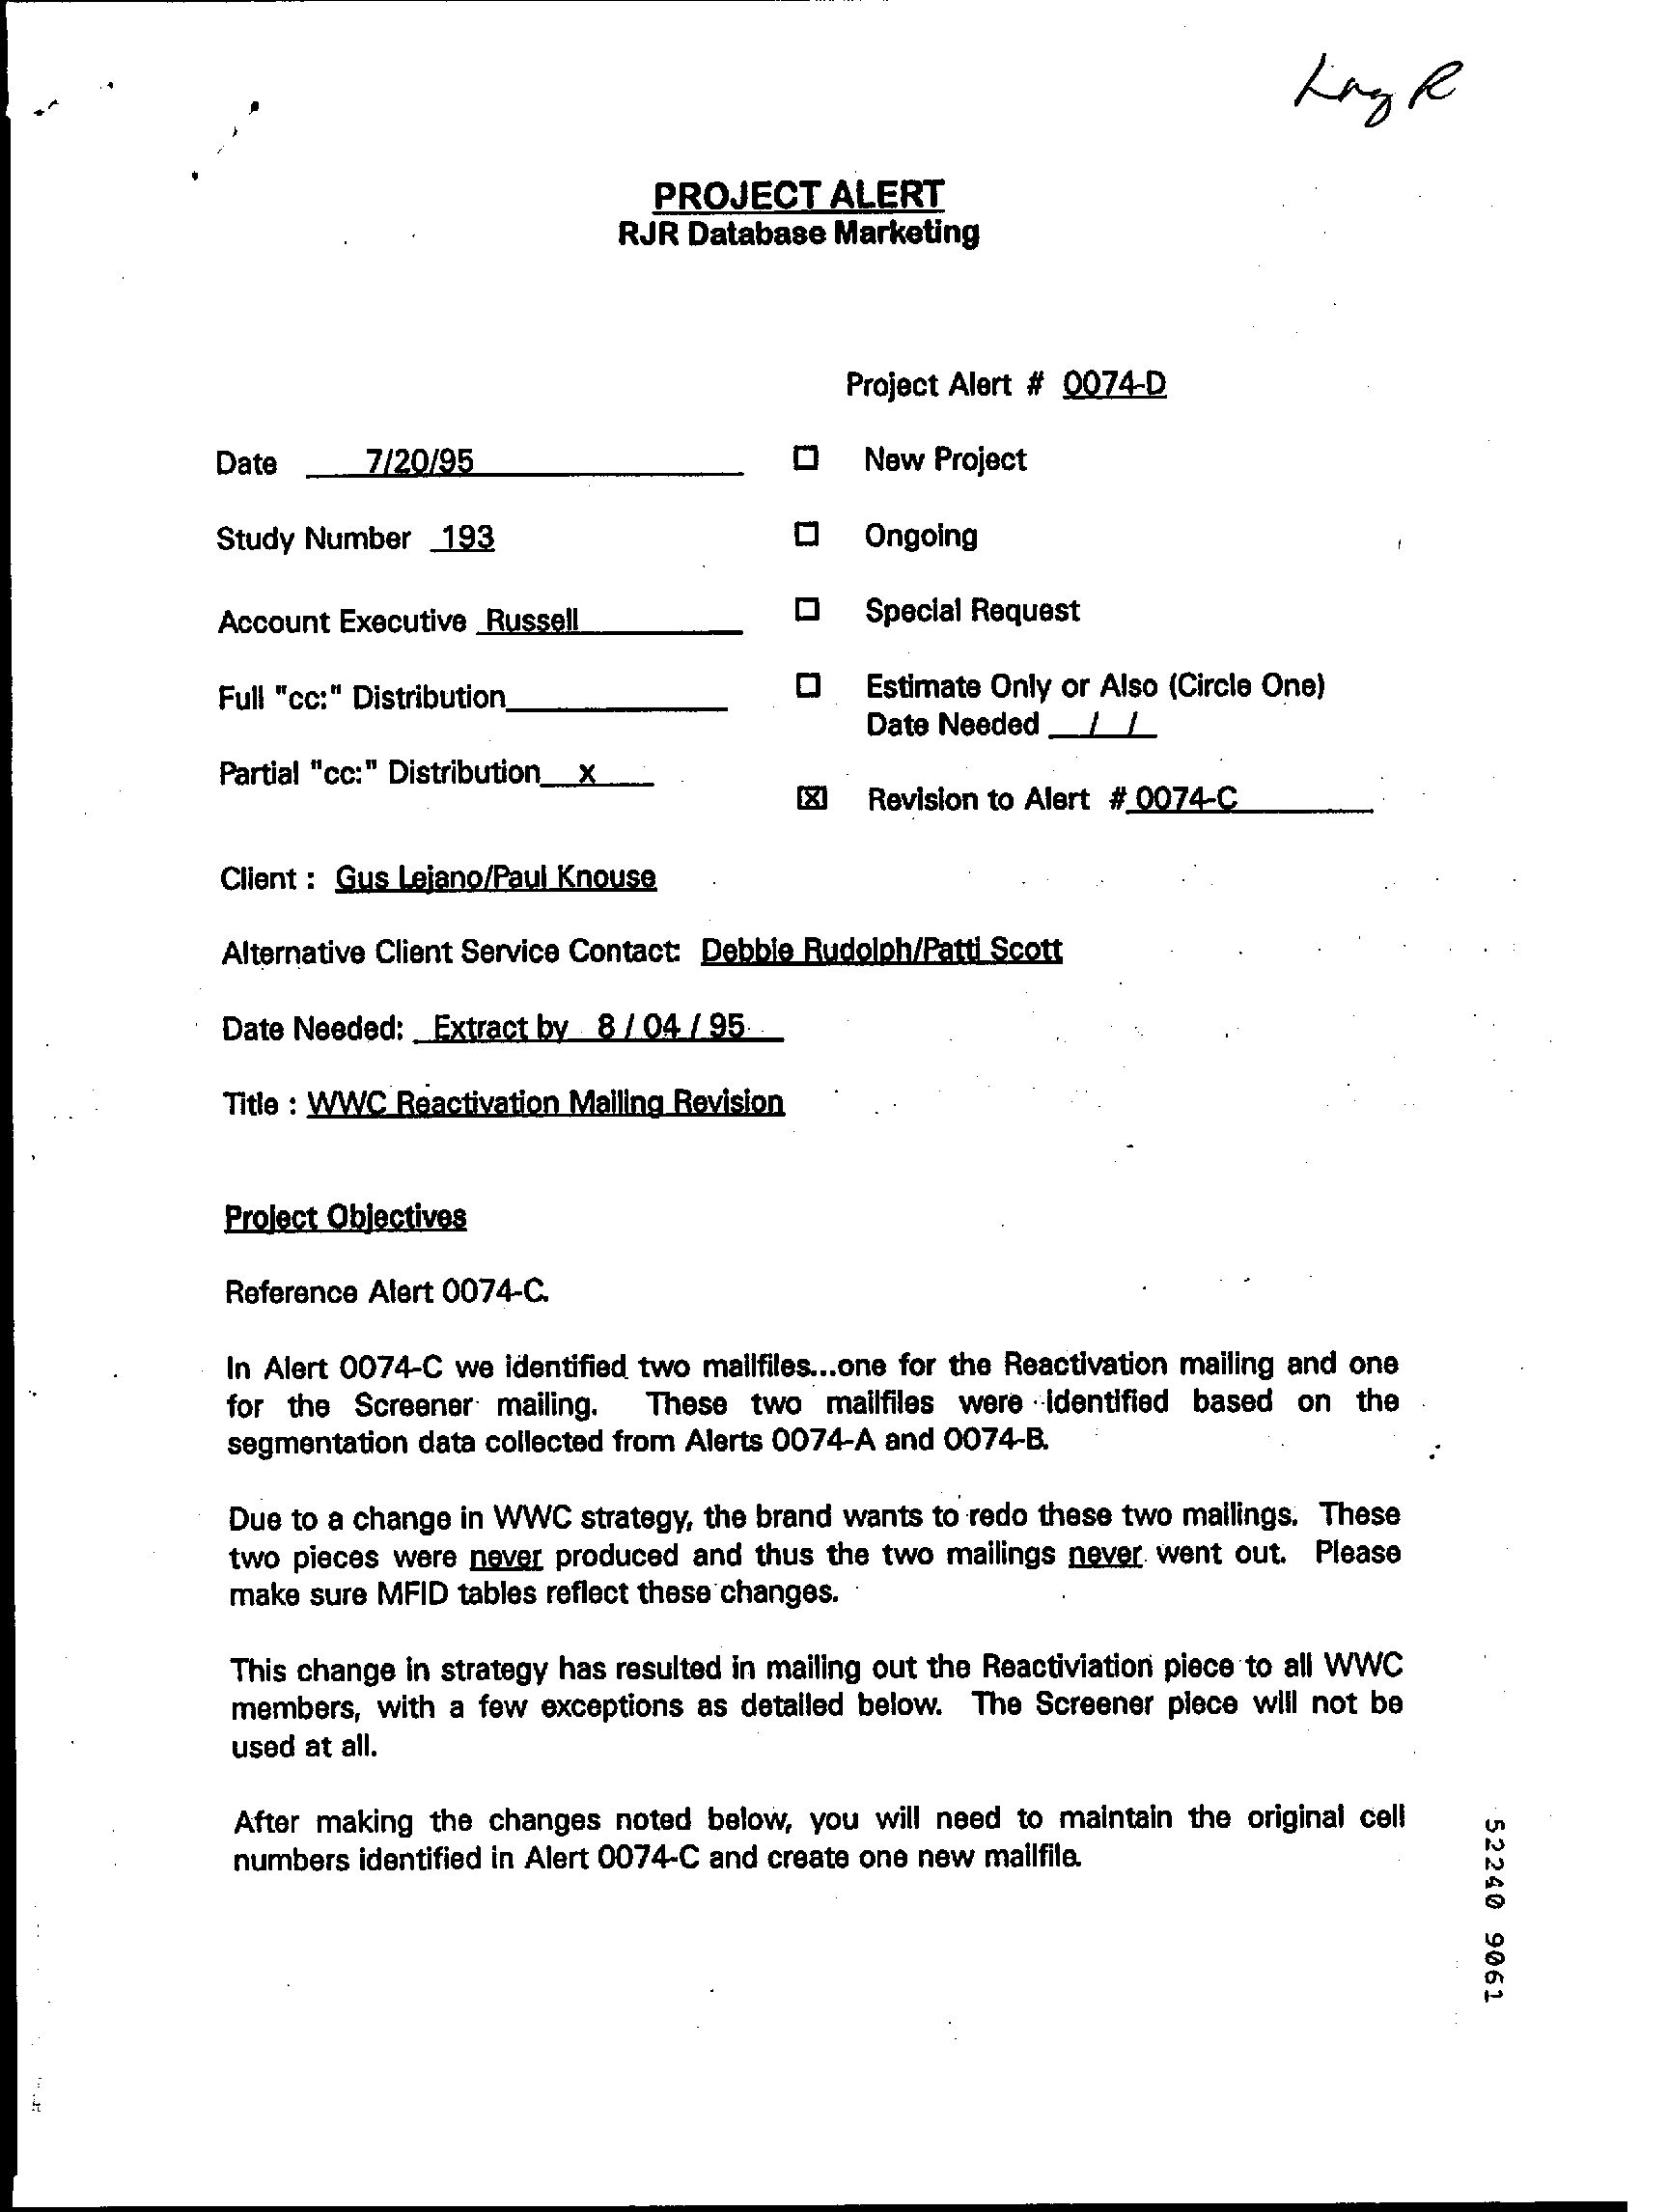 R
PROJECT ALERT
RJR Database Marketing
Project Alert # 0074-D
Date 7/20/95
☐ New Project
Study Number 193
☐ Ongoing
Account Executive Russell
☐ Special Request
Full "cc:" Distribution
☐ Estimate Only or Also (Circle One)
Date Needed / /
Partial "cc:" Distribution x
☒ Revision to Alert # 0074-C
Client : Gus Lejano/Paul Knouse
Alternative Client Service Contact: Debbie Rudolph/Patti Scott
Date Needed: Extract by 8 / 04 / 95
Title : WWC Reactivation Mailing Revision
Project Objectives
Reference Alert 0074-C.
In Alert 0074-C we identified two mailfiles...one for the Reactivation mailing and one
for the Screener mailing. These two mailfiles were identified based on the
segmentation data collected from Alerts 0074-A and 0074-B.
Due to a change in WWC strategy, the brand wants to redo these two mailings. These
two pieces were never produced and thus the two mailings never went out. Please
make sure MFID tables reflect these changes.
This change in strategy has resulted in mailing out the Reactiviation piece to all WWC
members, with a few exceptions as detailed below. The Screener piece will not be
used at all.
After making the changes noted below, you will need to maintain the original cell
numbers identified in Alert 0074-C and create one new mailfile.
52240 9061